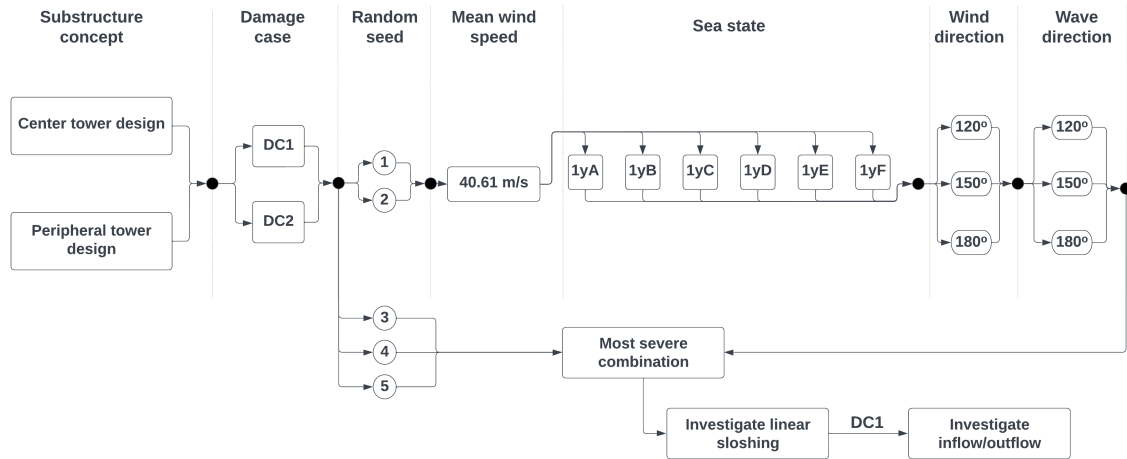 Substructure
concept
Damage
case
Random
seed
Mean wind
speed
Sea state
Wind
direction
Wave
direction
Center tower design
Peripheral tower
design
DC1
DC2
1
2
40.61 m/s
1yA
1yB
1yC
1yD
1yE
1yF
120º
150º
180º
120º
150º
180º
3
4
5
Most severe
combination
Investigate linear
sloshing
DC1
Investigate
inflow/outflow